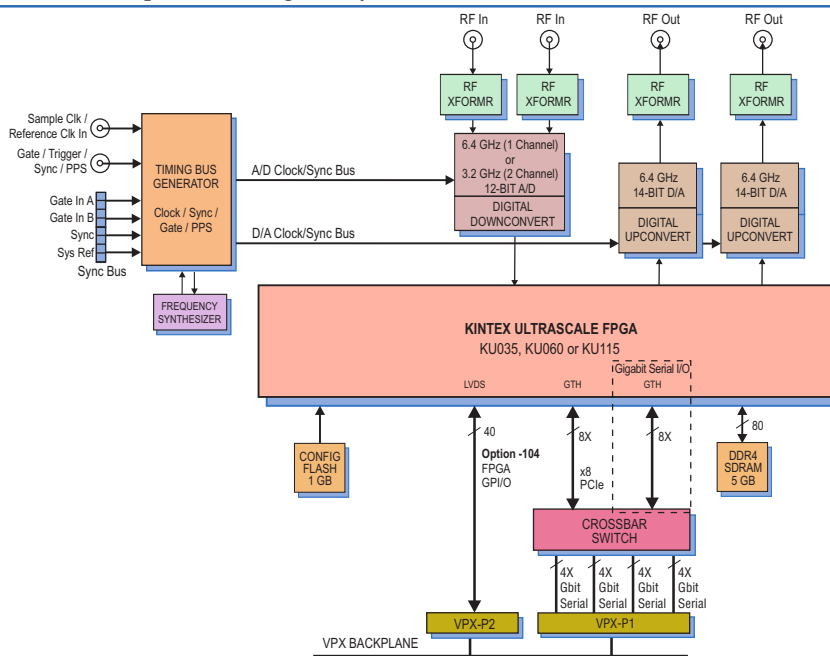 RF In
RF In
RF Out
RF Out
RF
XFORMR
RF
XFORMR
RF
XFORMR
RF
XFORMR
Sample Clk /
Reference Clk In
Gate / Trigger /
Sync / PPS
Gate In A
Gate In B
Sync
Sys Ref
Sync Bus
TIMING BUS
GENERATOR
Clock / Sync /
Gate / PPS
FREQUENCY
SYNTHESIZER
A/D Clock/Sync Bus
D/A Clock/Sync Bus
6.4 GHz (1 Channel)
or
3.2 GHz (2 Channel)
12-BIT A/D
DIGITAL
DOWNCONVERT
6.4 GHz
14-BIT D/A
DIGITAL
UPCONVERT
6.4 GHz
14-BIT D/A
DIGITAL
UPCONVERT
KINTEX ULTRASCALE FPGA
KU035, KU060 or KU115
Gigabit Serial I/O
LVDS
GTH
GTH
CONFIG
FLASH
1 GB
40
Option -104
FPGA
GPI/O
8X
x8
PCIe
8X
80
DDR4
SDRAM
5 GB
CROSSBAR
SWITCH
4X
Gbit
Serial
4X
Gbit
Serial
4X
Gbit
Serial
4X
Gbit
Serial
VPX-P2
VPX-P1
VPX BACKPLANE